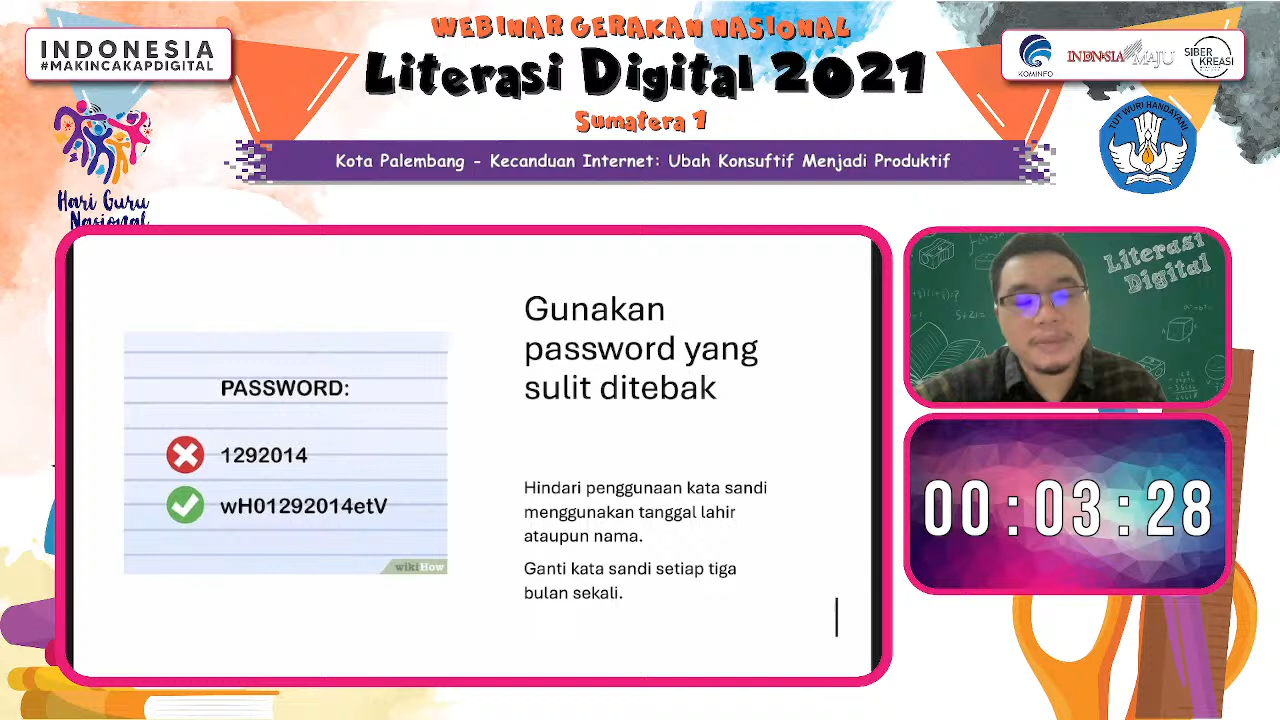 WEBINAR GERAKAN NASIONAL
Literasi Digital 2021
Sumatera 1
Kota Palembang - Kecanduan Internet: Ubah Konsuftif Menjadi Produktif
INDONESIA
#MAKINCAKAPDIGITAL
KOMINFO
INDONESIA MAJU
SIBER
KREASI
TUT WURI HANDAYANI
Hari Guru
Nasional
Gunakan
password yang
sulit ditebak
PASSWORD:
1292014
wH01292014etV
wikiHow
Hindari penggunaan kata sandi
menggunakan tanggal lahir
ataupun nama.
Ganti kata sandi setiap tiga
bulan sekali.
Literasi
Digital
00:03:28